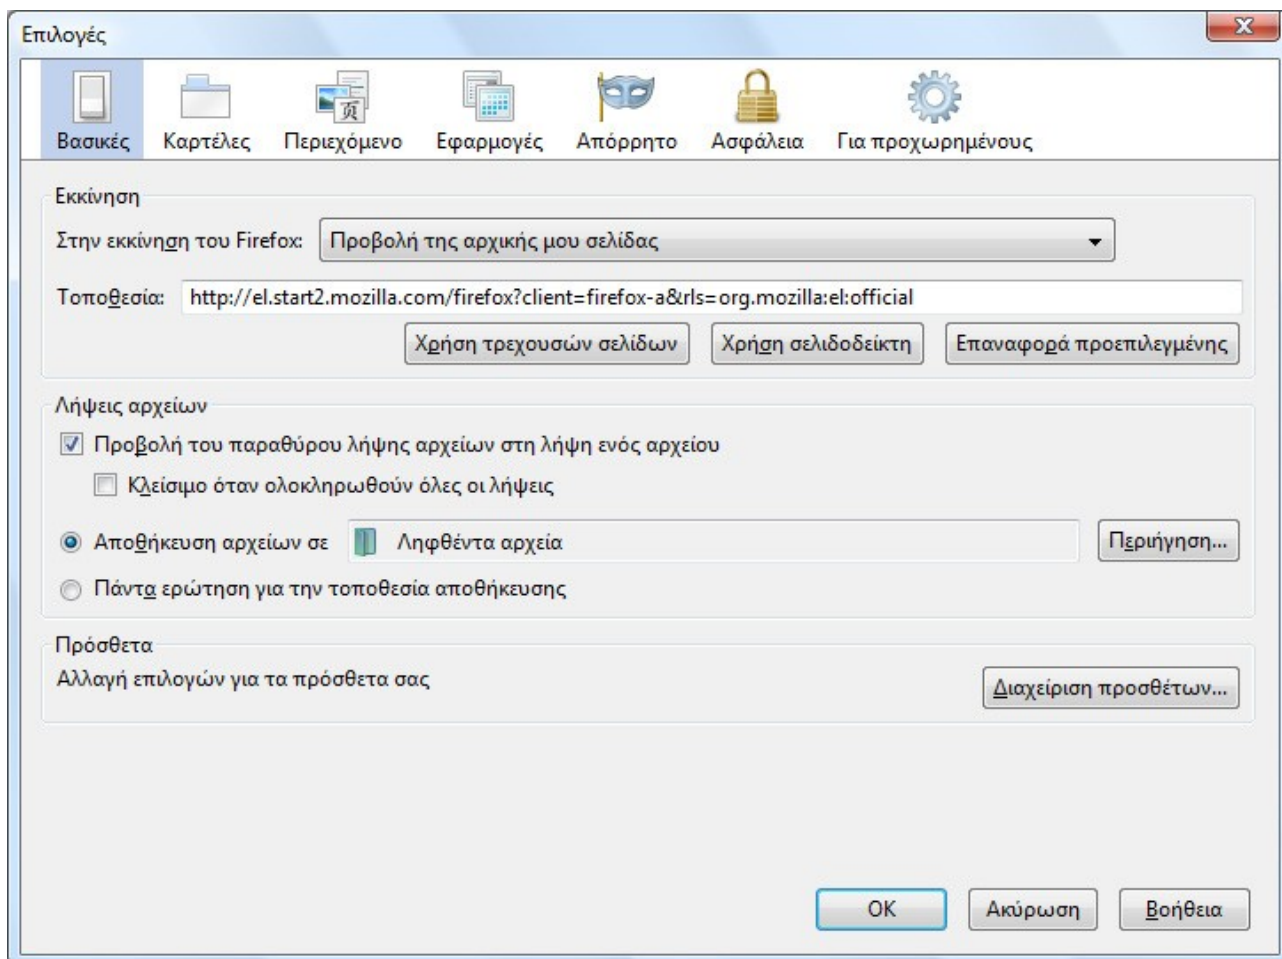 Επιλογές
Βασικές Καρτέλες Περιεχόμενο Εφαρμογές Απόρρητο Ασφάλεια Για προχωρημένους
Εκκίνηση
Στην εκκίνηση του Firefox: Προβολή της αρχικής μου σελίδας
Τοποθεσία: http://el.start2.mozilla.com/firefox?client=firefox-a&rls=org.mozilla:el:official
Χρήση τρεχουσών σελίδων Χρήση σελιδοδείκτη Επαναφορά προεπιλεγμένης
Λήψεις αρχείων
Προβολή του παραθύρου λήψης αρχείων στη λήψη ενός αρχείου
Κλείσιμο όταν ολοκληρωθούν όλες οι λήψεις
Αποθήκευση αρχείων σε Ληφθέντα αρχεία Περιήγηση...
Πάντα ερώτηση για την τοποθεσία αποθήκευσης
Πρόσθετα
Αλλαγή επιλογών για τα πρόσθετα σας
Διαχείριση προσθέτων...
OK Ακύρωση Βοήθεια